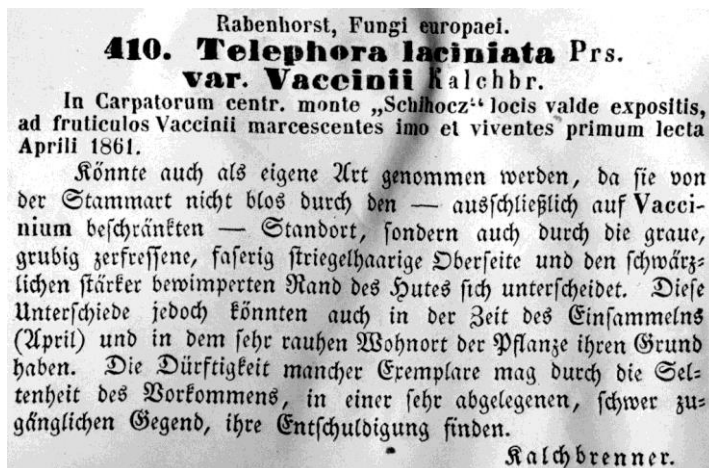 Rabenhorst, Fungi europaei.
410. Telephora laciniata Prs.
var. Vaccinii Kalchbr.
In Carpatorum centr. monte „Schihocz“ locis valde expositis,
ad fruticulos Vaccinii marcescentes imo et viventes primum lecta
Aprili 1861.
Könnte auch als eigene Art genommen werden, da sie von
der Stammart nicht blos durch den — ausschließlich auf Vacci-
nium beschränkten — Standort, sondern auch durch die graue,
grubig zerfressene, faserig striegelhaarige Oberseite und den schwärz-
lichen stärker bewimperten Rand des Hutes sich unterscheidet. Diese
Unterschiede jedoch könnten auch in der Zeit des Einsammelns
(April) und in dem sehr rauhen Wohnort der Pflanze ihren Grund
haben. Die Dürftigkeit mancher Exemplare mag durch die Sel-
tenheit des Vorkommens, in einer sehr abgelegenen, schwer zu-
gänglichen Gegend, ihre Entschuldigung finden.
Kalchbrenner.